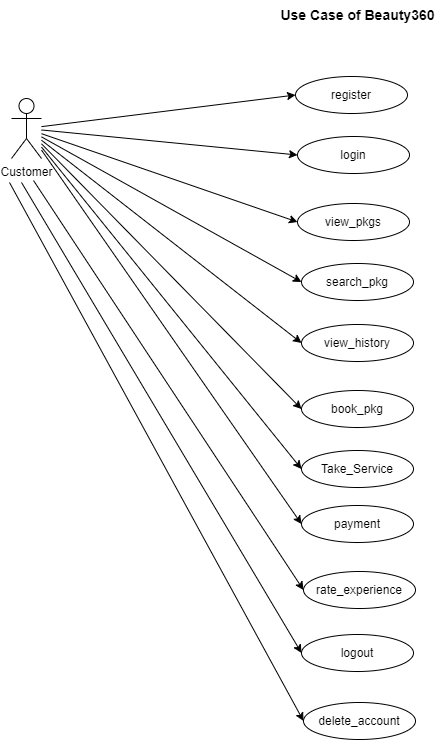 Use Case of Beauty360
register
login
Customer
view_pkgs
search_pkg
view_history
book_pkg
Take_Service
payment
rate_experience
logout
delete_account